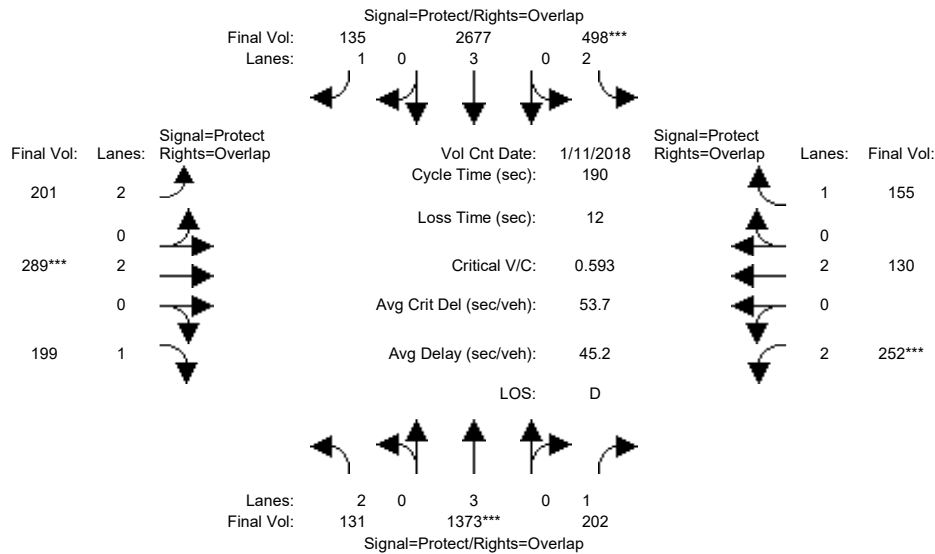 Signal=Protect/Rights=Overlap
Final Vol: 135 2677 498***
Lanes: 1 0 3 0 2
Signal=Protect Signal=Protect
Final Vol: Lanes: Rights=Overlap Vol Cnt Date: 1/11/2018 Rights=Overlap Lanes: Final Vol:
Cycle Time (sec): 190
201 2 1 155
Loss Time (sec): 12
0 0
289*** 2 Critical V/C: 0.593 2 130
0 Avg Crit Del (sec/veh): 53.7 0
199 1 Avg Delay (sec/veh): 45.2 2 252***
LOS: D
Lanes: 2 0 3 0 1
Final Vol: 131 1373*** 202
Signal=Protect/Rights=Overlap